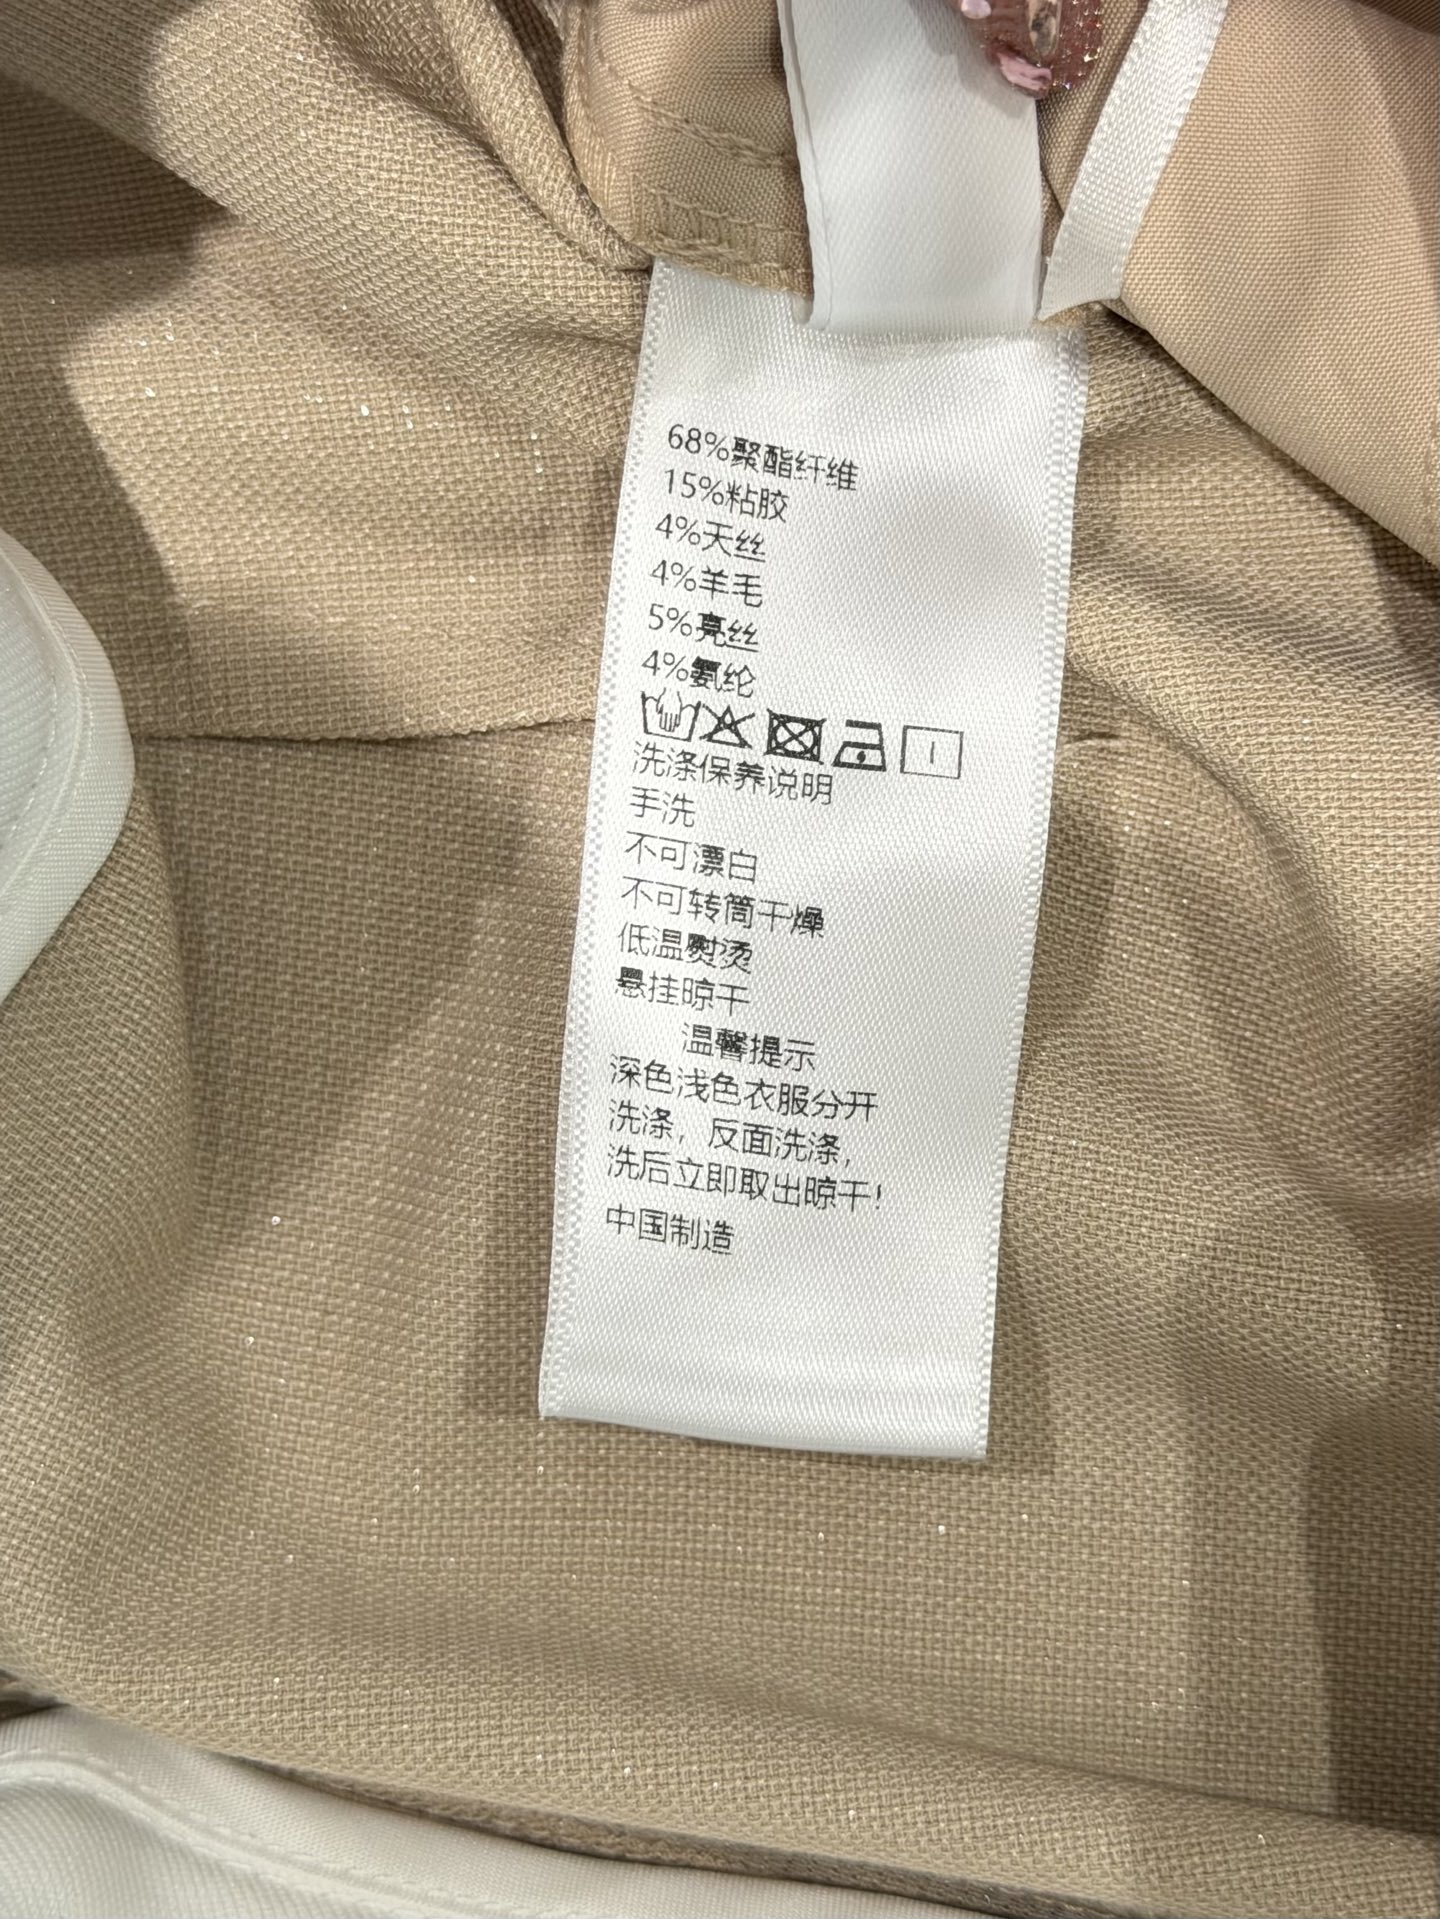 68%聚酯纤维
15%粘胶
4%天丝
4%羊毛
5%亮丝
4%氨纶
洗涤保养说明
手洗
不可漂白
不可转筒干燥
低温熨烫
悬挂晾干
温馨提示
深色浅色衣服分开
洗涤，反面洗涤，
洗后立即取出晾干！
中国制造